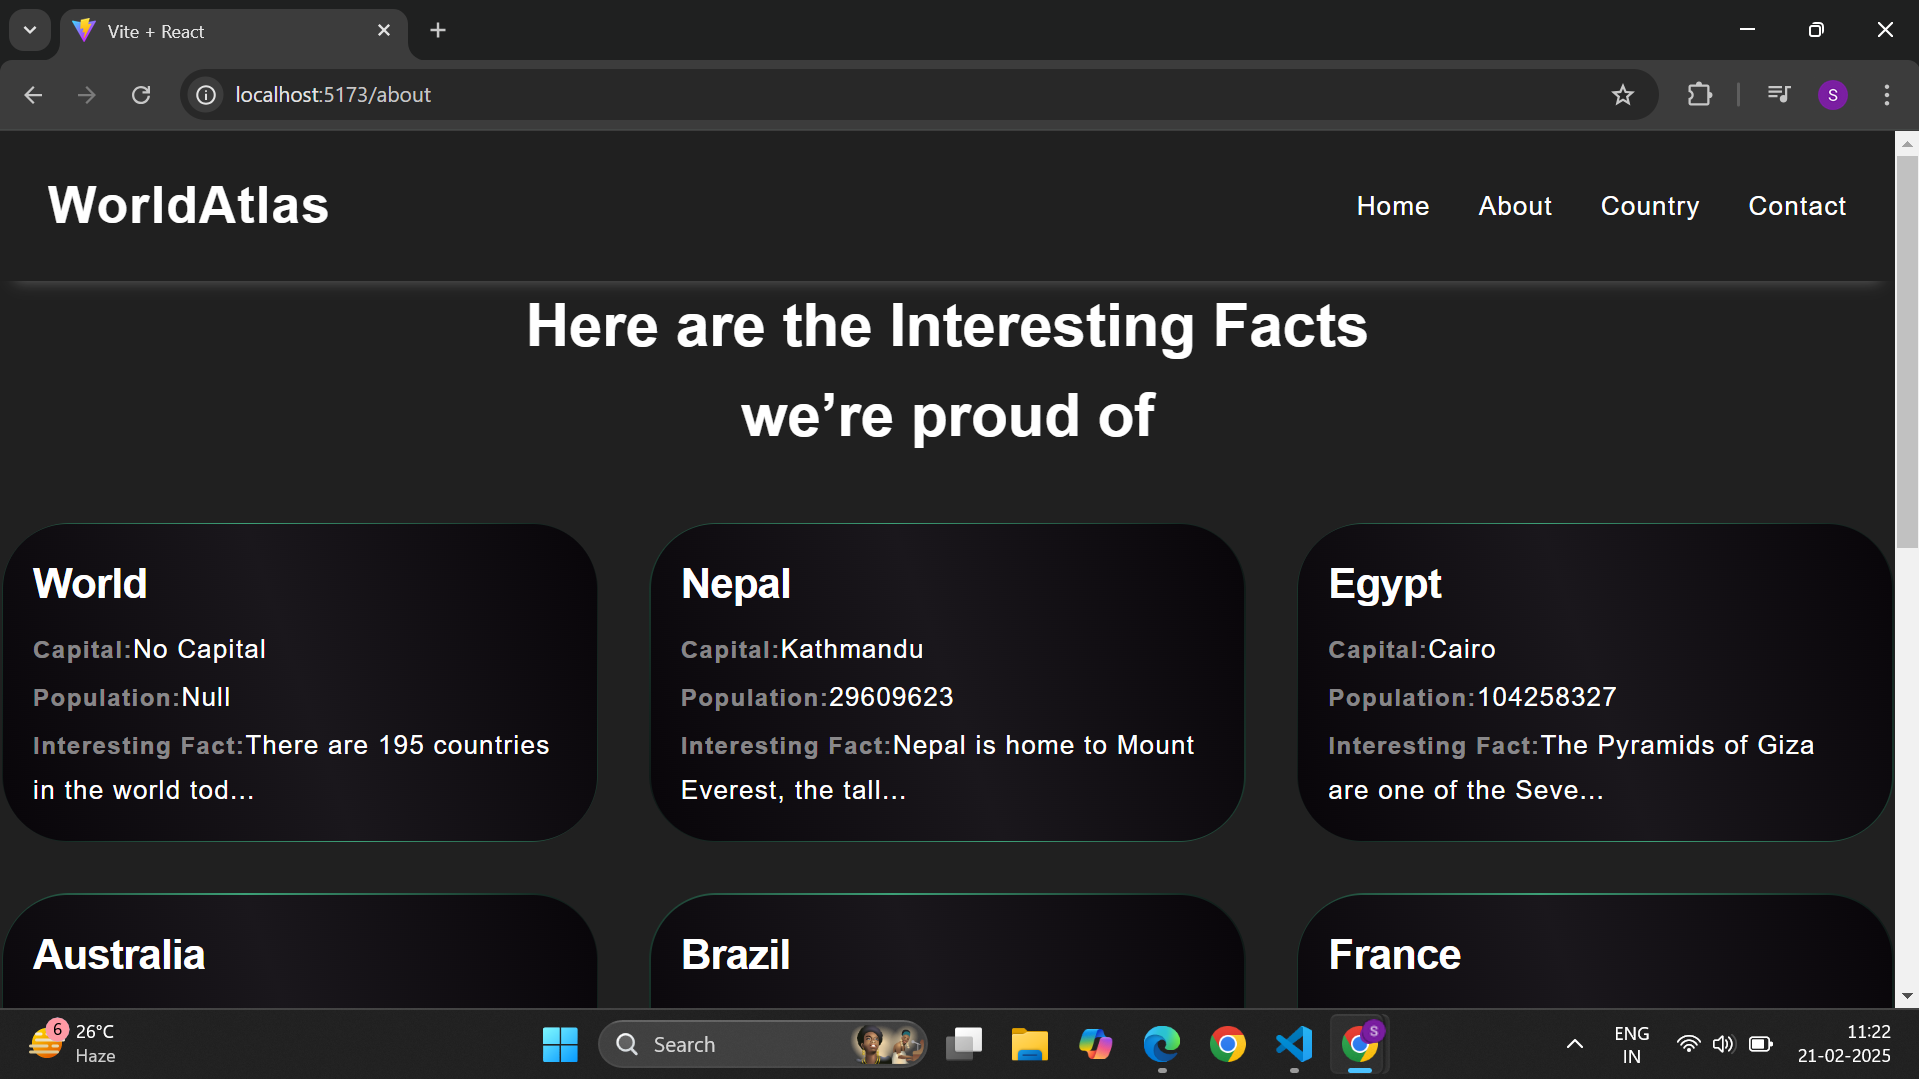 Vite + React
localhost:5173/about
S
WorldAtlas
Home About Country Contact
Here are the Interesting Facts
we’re proud of
World
Capital:No Capital
Population:Null
Interesting Fact:There are 195 countries
in the world tod...
Nepal
Capital:Kathmandu
Population:29609623
Interesting Fact:Nepal is home to Mount
Everest, the tall...
Egypt
Capital:Cairo
Population:104258327
Interesting Fact:The Pyramids of Giza
are one of the Seve...
Australia
Brazil
France
6
26°C
Haze
Search
S
ENG
IN
11:22
21-02-2025